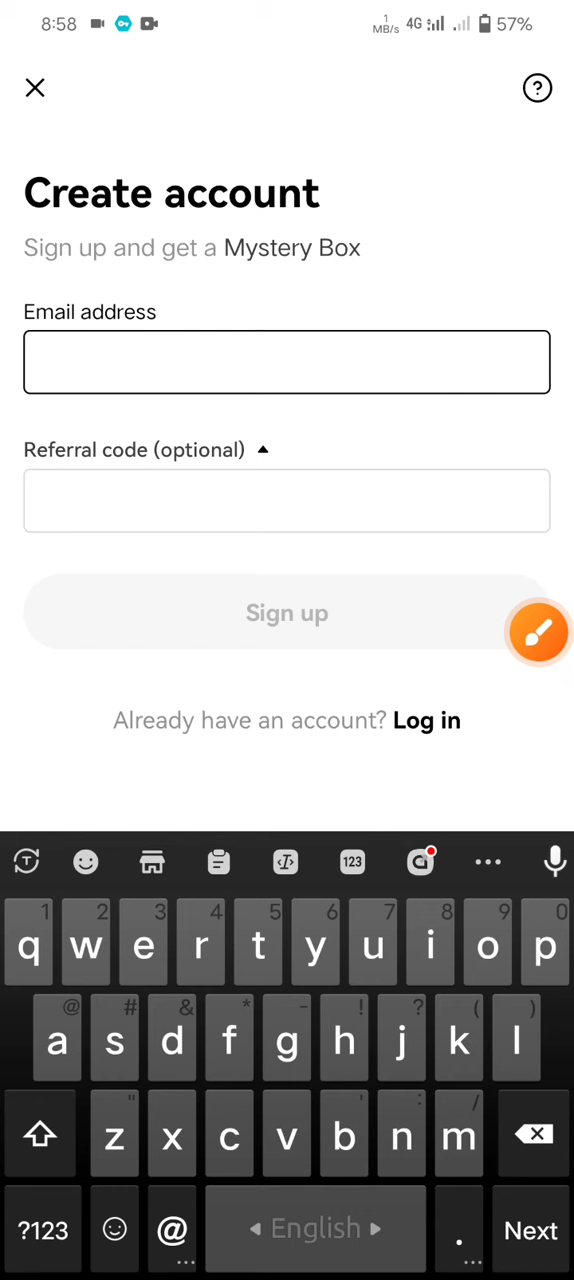 8:58 1 MB/s 4G 57%
Create account
Sign up and get a Mystery Box
Email address
Referral code (optional)
Sign up
Already have an account? Log in
T 123
1 2 3 4 5 6 7 8 9 0
q w e r t y u i o p
@ # & * - ! ? ( )
a s d f g h j k l
" ' : /
z x c v b n m
?123 @ ... English . ... Next